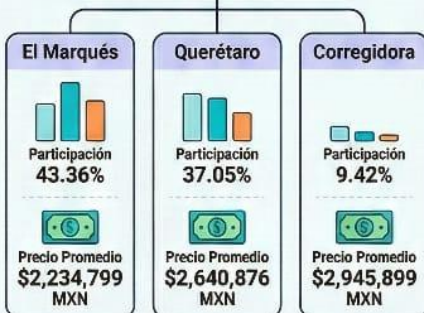 El Marqués
Participación
43.36%
Precio Promedio
$2,234,799
MXN
Querétaro
Participación
37.05%
Precio Promedio
$2,640,876
MXN
Corregidora
Participación
9.42%
Precio Promedio
$2,945,899
MXN